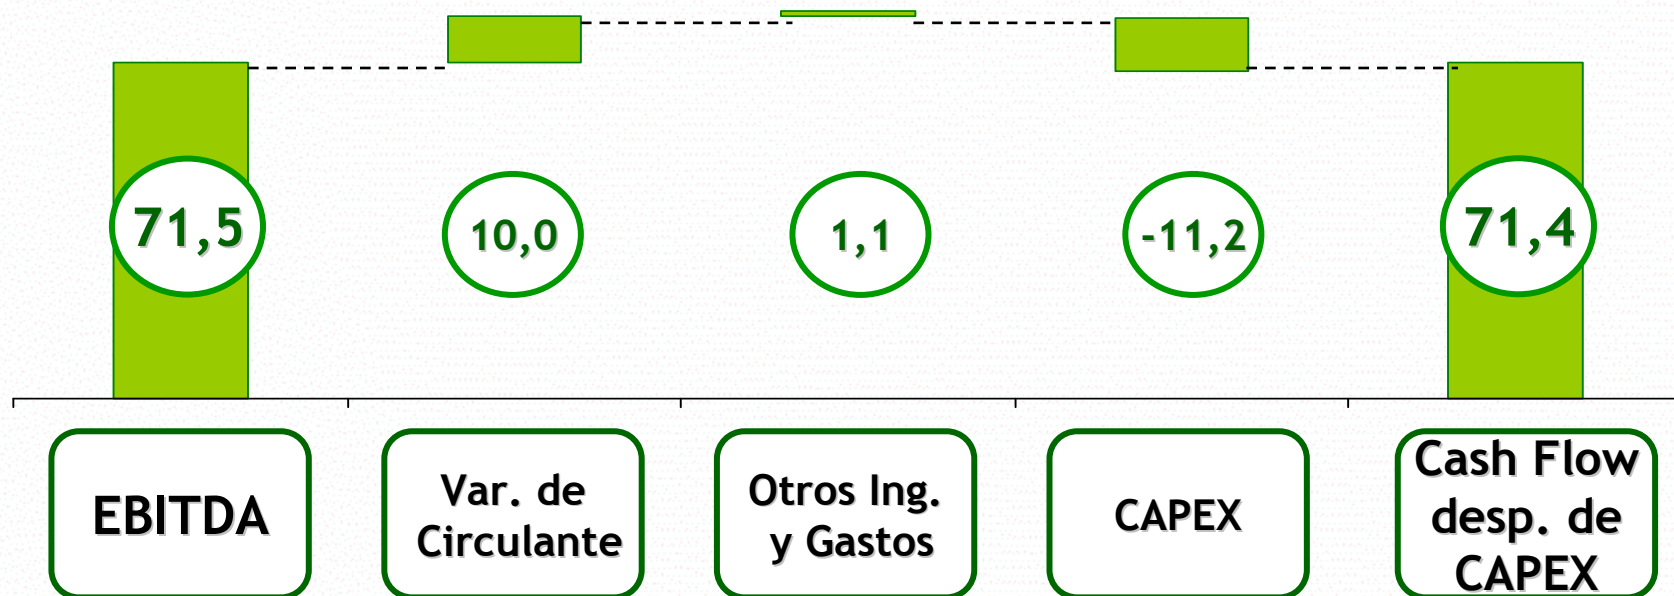 71,5
10,0
1,1
-11,2
71,4
EBITDA
Var. de
Circulante
Otros Ing.
y Gastos
CAPEX
Cash Flow
desp. de
CAPEX